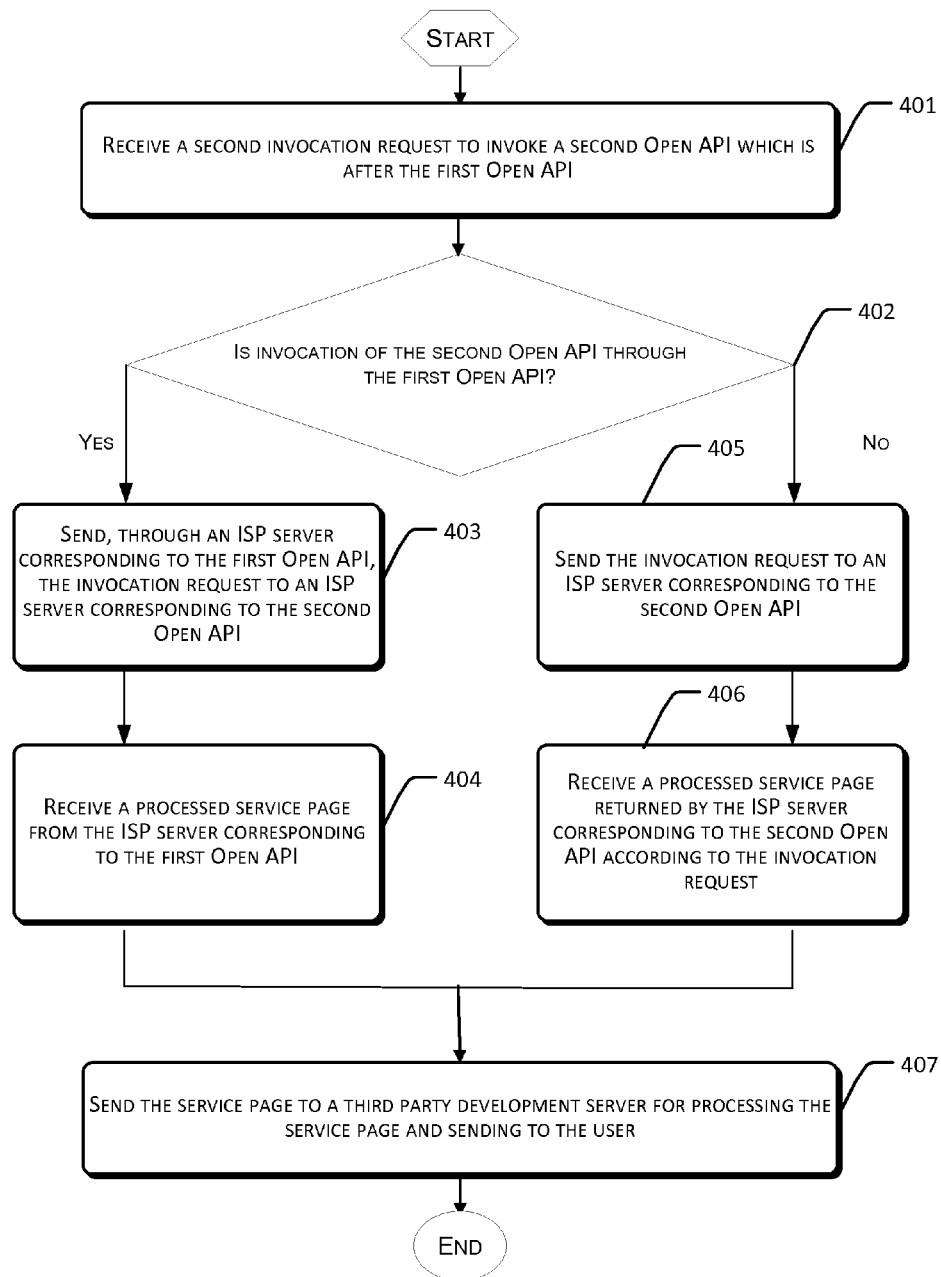 START
RECEIVE A SECOND INVOCATION REQUEST TO INVOKE A SECOND OPEN API WHICH IS
AFTER THE FIRST OPEN API
401
IS INVOCATION OF THE SECOND OPEN API THROUGH
THE FIRST OPEN API?
402
YES
NO
SEND, THROUGH AN ISP SERVER
CORRESPONDING TO THE FIRST OPEN API,
THE INVOCATION REQUEST TO AN ISP
SERVER CORRESPONDING TO THE SECOND
OPEN API
403
405
SEND THE INVOCATION REQUEST TO AN
ISP SERVER CORRESPONDING TO THE
SECOND OPEN API
RECEIVE A PROCESSED SERVICE PAGE
FROM THE ISP SERVER CORRESPONDING
TO THE FIRST OPEN API
404
406
RECEIVE A PROCESSED SERVICE PAGE
RETURNED BY THE ISP SERVER
CORRESPONDING TO THE SECOND OPEN
API ACCORDING TO THE INVOCATION
REQUEST
SEND THE SERVICE PAGE TO A THIRD PARTY DEVELOPMENT SERVER FOR PROCESSING THE
SERVICE PAGE AND SENDING TO THE USER
407
END